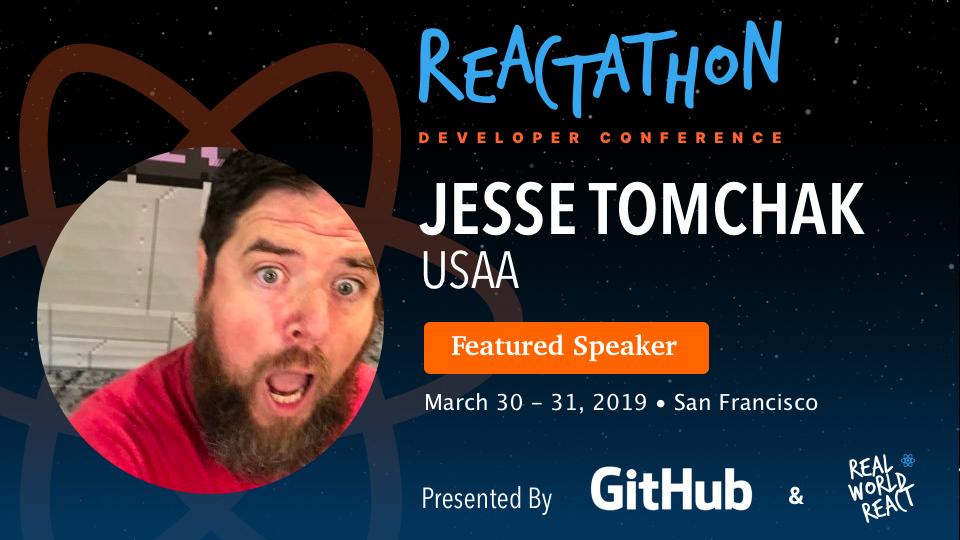 REACTATHON
DEVELOPER CONFERENCE
JESSE TOMCHAK
USAA
Featured Speaker
March 30 – 31, 2019 • San Francisco
Presented By GitHub & REAL WORLD REACT